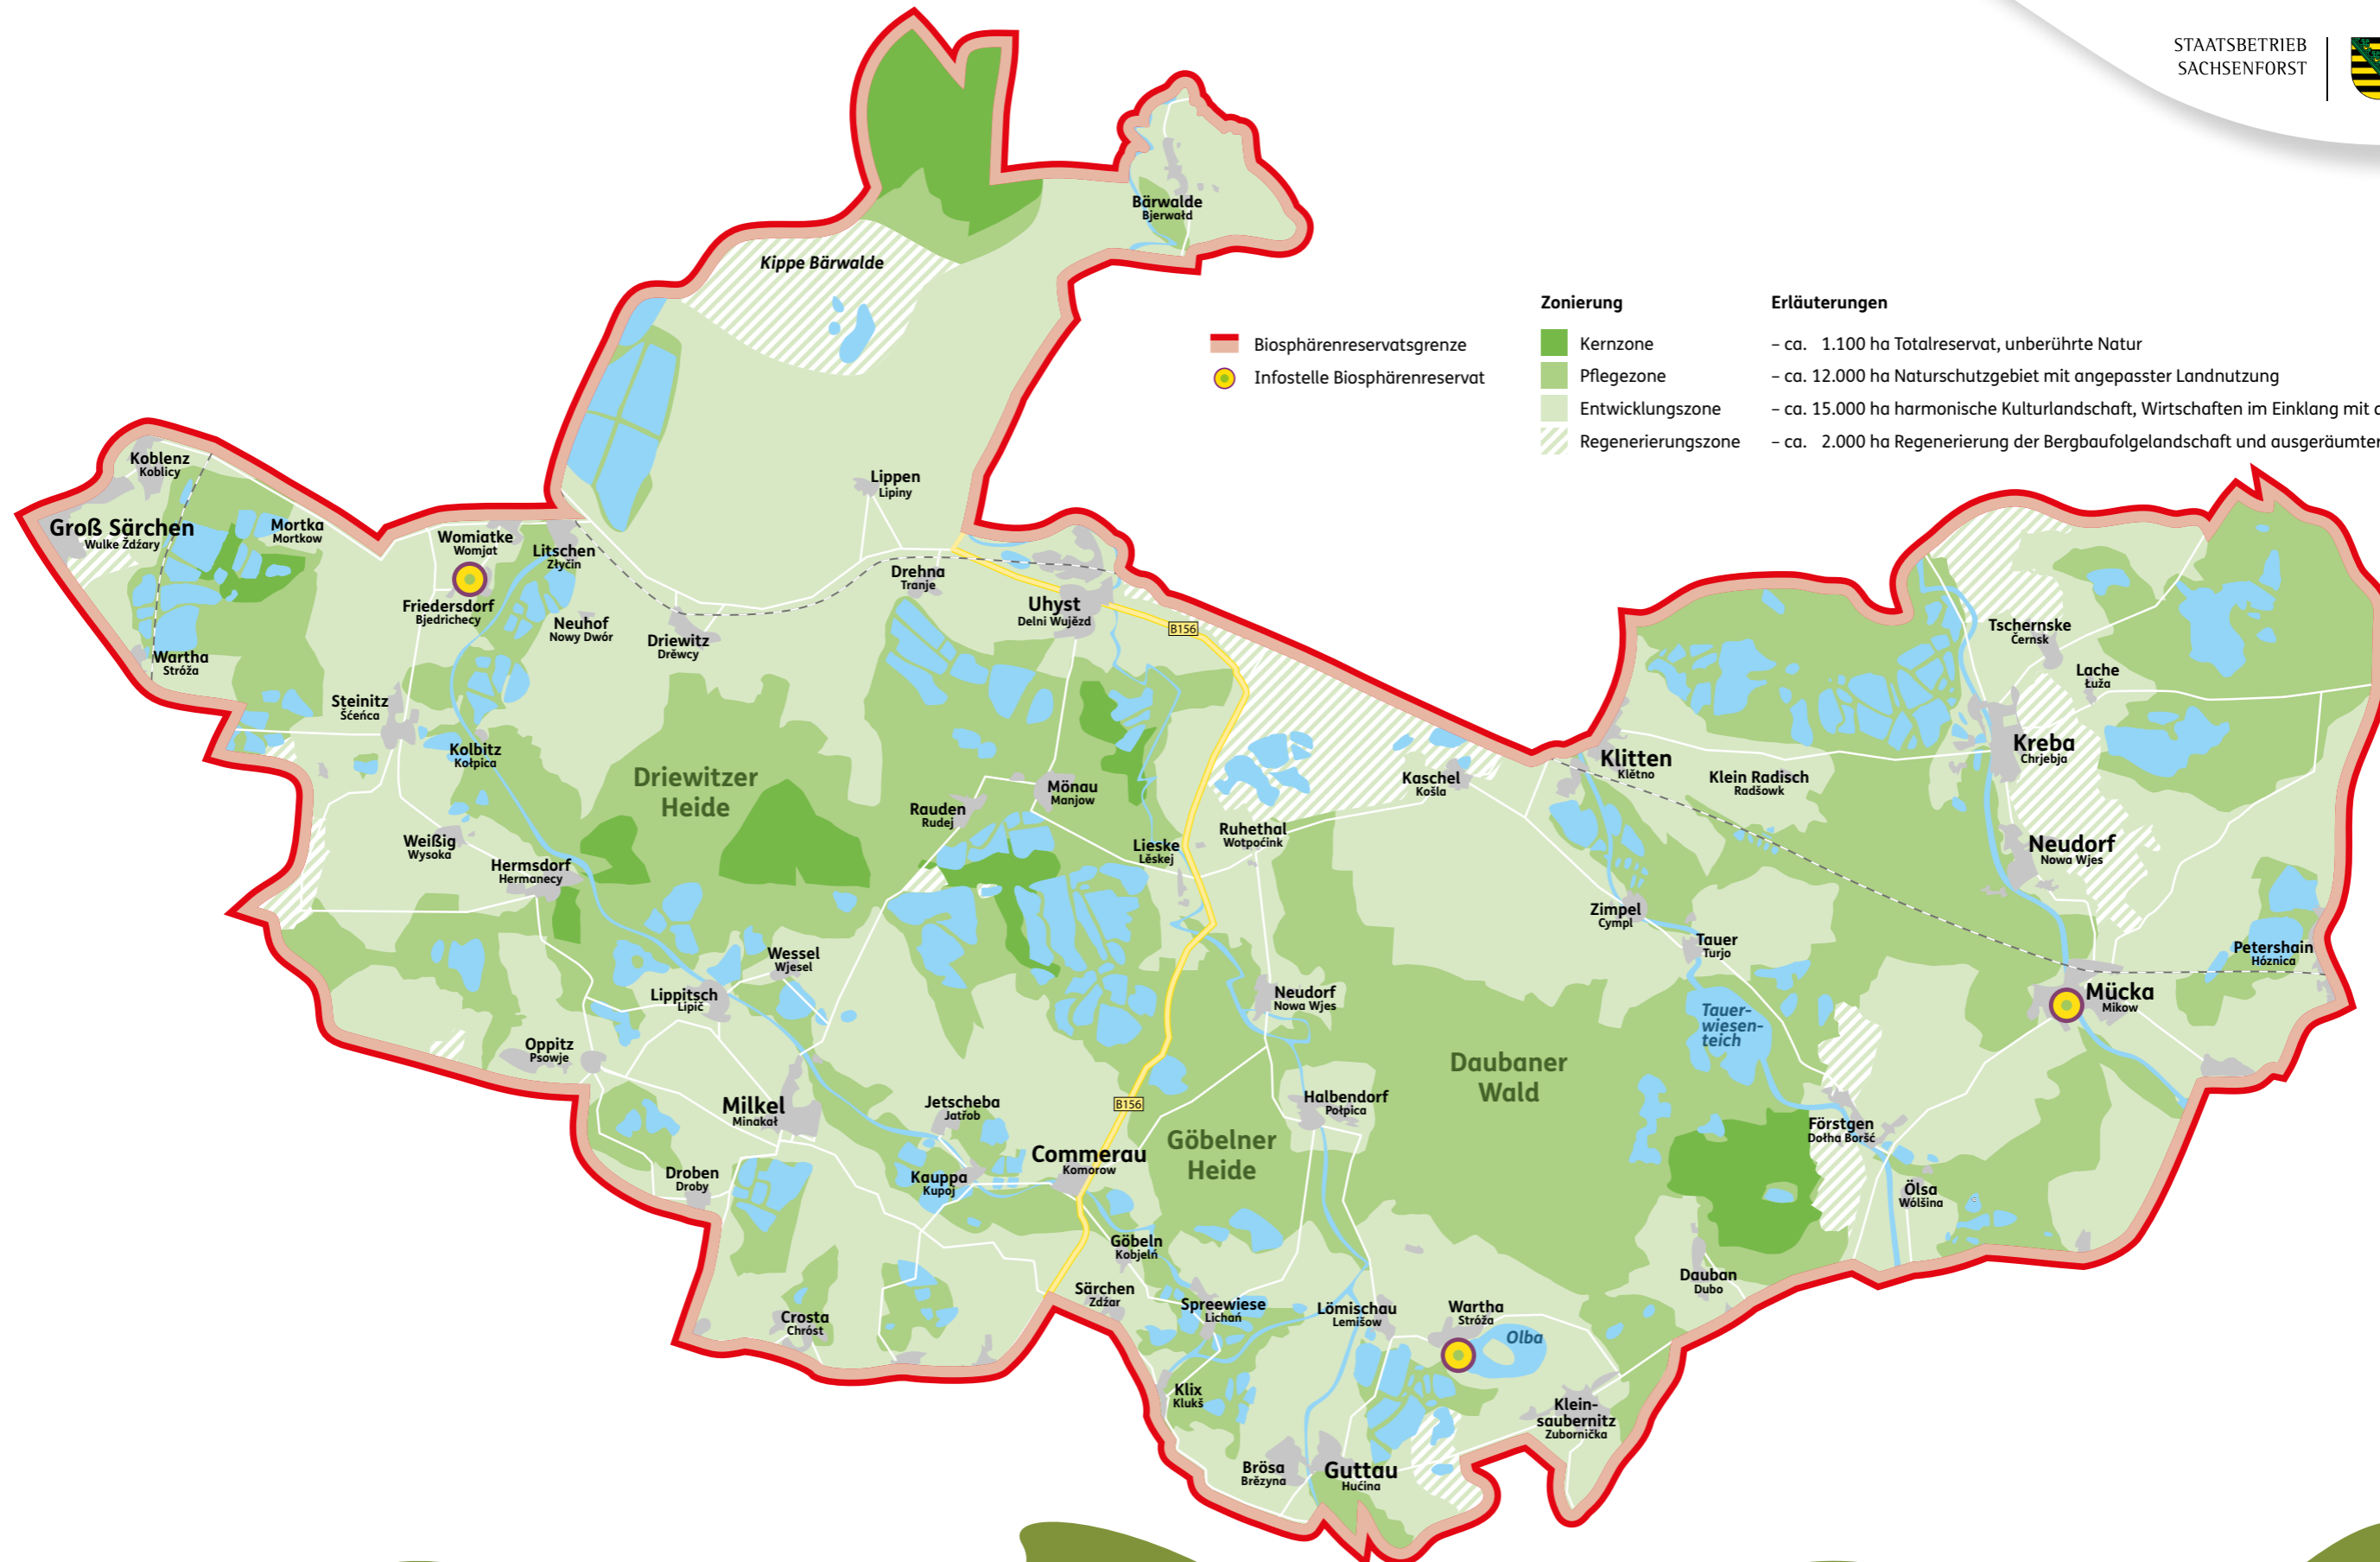 STAATSBETRIEB
SACHSENFORST
Bärwalde
Bjerwałd
Kippe Bärwalde
Biosphärenreservatsgrenze
Infostelle Biosphärenreservat
Zonierung
Erläuterungen
Kernzone
– ca. 1.100 ha Totalreservat, unberührte Natur
Pflegezone
– ca. 12.000 ha Naturschutzgebiet mit angepasster Landnutzung
Entwicklungszone
– ca. 15.000 ha harmonische Kulturlandschaft, Wirtschaften im Einklang mit
Regenerierungszone
– ca. 2.000 ha Regenerierung der Bergbaufolgelandschaft und ausgeräumter
Koblenz
Koblicy
Groß Särchen
Wulke Ždźary
Mortka
Mortkow
Wartha
Stróža
Womiatke
Womjat
Litschen
Złyčin
Friedersdorf
Bjedrichecy
Neuhof
Nowy Dwór
Driewitz
Drěwcy
Lippen
Lipiny
Drehna
Tranje
Uhyst
Delni Wujězd
B156
Steinitz
Šćeńca
Kolbitz
Kołpica
Driewitzer
Heide
Weißig
Wysoka
Hermsdorf
Hermanecy
Rauden
Rudej
Mönau
Manjow
Lieske
Lěskej
Ruhethal
Wotpočink
Kaschel
Košla
Klitten
Klětno
Klein Radisch
Radšowk
Tschernske
Černsk
Lache
Łuža
Kreba
Chrjebja
Neudorf
Nowa Wjes
Zimpel
Cympl
Tauer
Turjo
Petershain
Hóznica
Mücka
Mikow
Tauer-
wiesen-
teich
Wessel
Wjesel
Lippitsch
Lipič
Oppitz
Psowje
Milkel
Minakał
Jetscheba
Jatřob
Neudorf
Nowa Wjes
Daubaner
Wald
Halbendorf
Połpica
B156
Göbelner
Heide
Commerau
Komorow
Kauppa
Kupoj
Droben
Droby
Förstgen
Dołha Boršć
Ölsa
Wólšina
Göbeln
Kobjelń
Särchen
Zdźar
Spreewiese
Lichań
Lömischau
Lemišow
Wartha
Stróža
Olba
Dauban
Dubo
Crosta
Chróst
Klix
Klukš
Klein-
saubernitz
Zubornička
Brösa
Brězyna
Guttau
Hućina